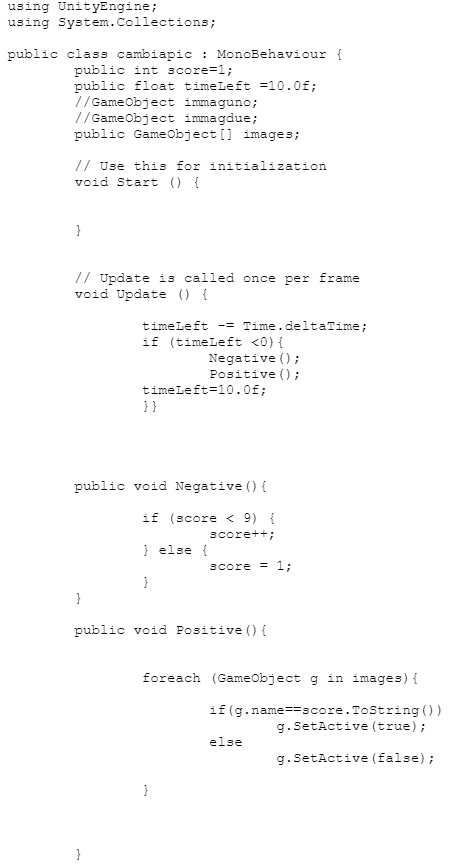 using UnityEngine;
using System.Collections;
public class cambiapic : MonoBehaviour {
public int score=1;
public float timeLeft =10.0f;
//GameObject immaguno;
//GameObject immagdue;
public GameObject[] images;
// Use this for initialization
void Start () {
}
// Update is called once per frame
void Update () {
timeLeft -= Time.deltaTime;
if (timeLeft <0){
Negative();
Positive();
timeLeft=10.0f;
}}
public void Negative(){
if (score < 9) {
score++;
} else {
score = 1;
}
}
public void Positive(){
foreach (GameObject g in images){
if(g.name==score.ToString())
g.SetActive(true);
else
g.SetActive(false);
}
}